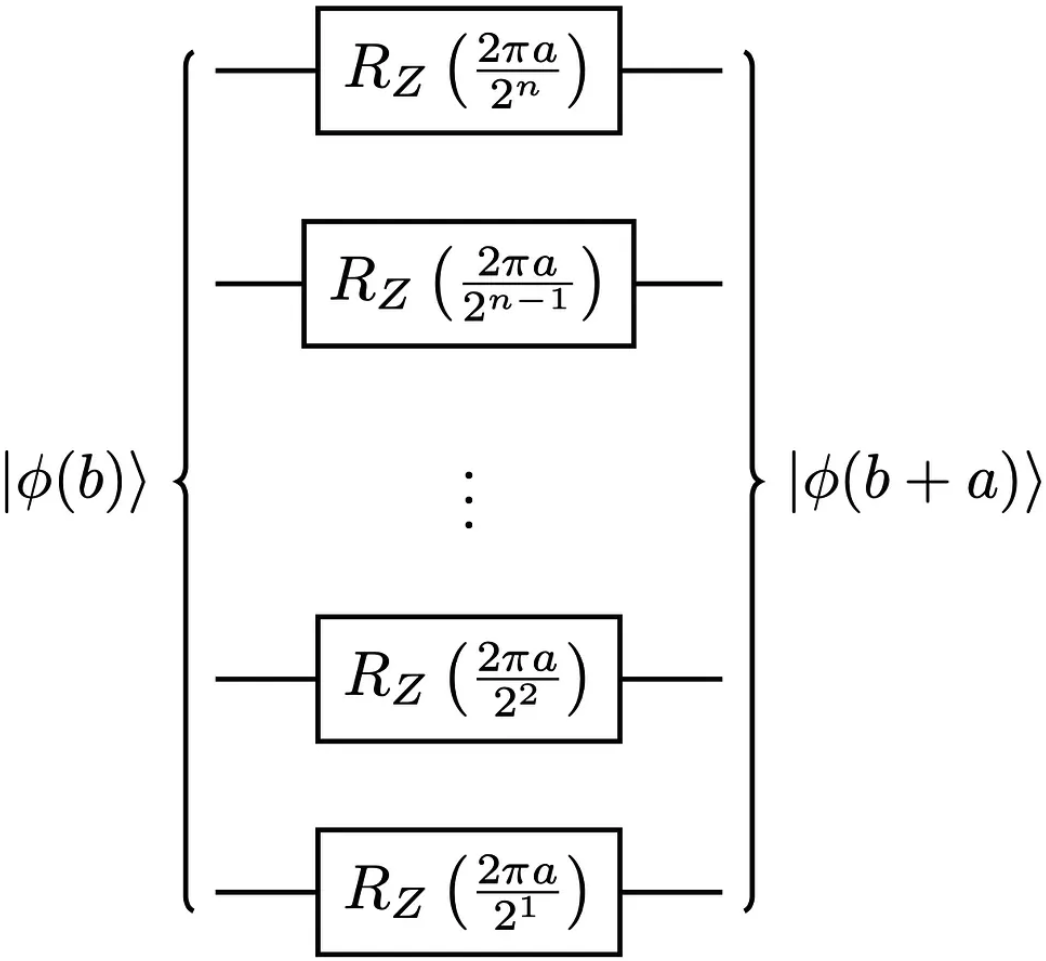 R_Z (2πa/2^n)
R_Z (2πa/2^{n−1})
|ϕ(b)⟩ ⋮ |ϕ(b + a)⟩
R_Z (2πa/2^2)
R_Z (2πa/2^1)